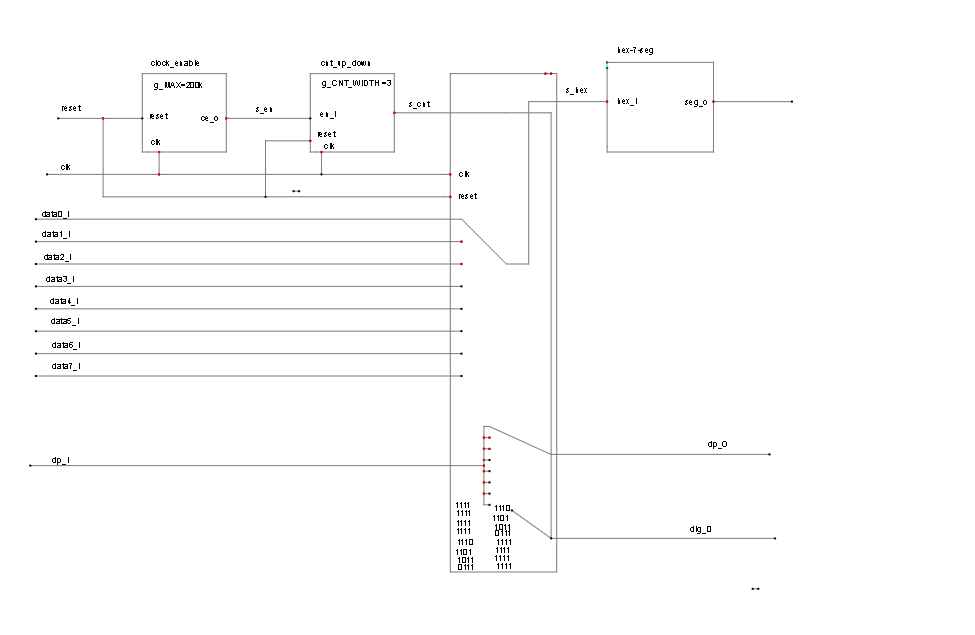 hex-7-seg
clock_enable
cnt_up_down
g_MAX=200k
g_CNT_WIDTH=3
s_hex
hex_I
seg_o
reset
s_en
s_cnt
reset
ce_o
en_I
reset
clk
clk
clk
clk
reset
data0_I
data1_I
data2_I
data3_I
data4_I
data5_I
data6_I
data7_I
dp_O
dp_I
1111 1110
1111 1101
1111 1011
1111 0111
1110 1111
1101 1111
1011 1111
0111 1111
dig_O